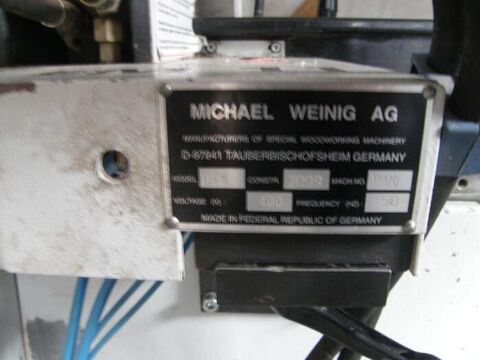 MICHAEL WEINIG AG
MANUFACTURERS OF SPECIAL WOODWORKING MACHINERY
D-97941 TAUBERBISCHOFSHEIM GERMANY
MODEL CONSTR. MACH.NO.
VOLTAGE (V) : 400 FREQUENCY (HZ) : 50
MADE IN FEDERAL REPUBLIC OF GERMANY